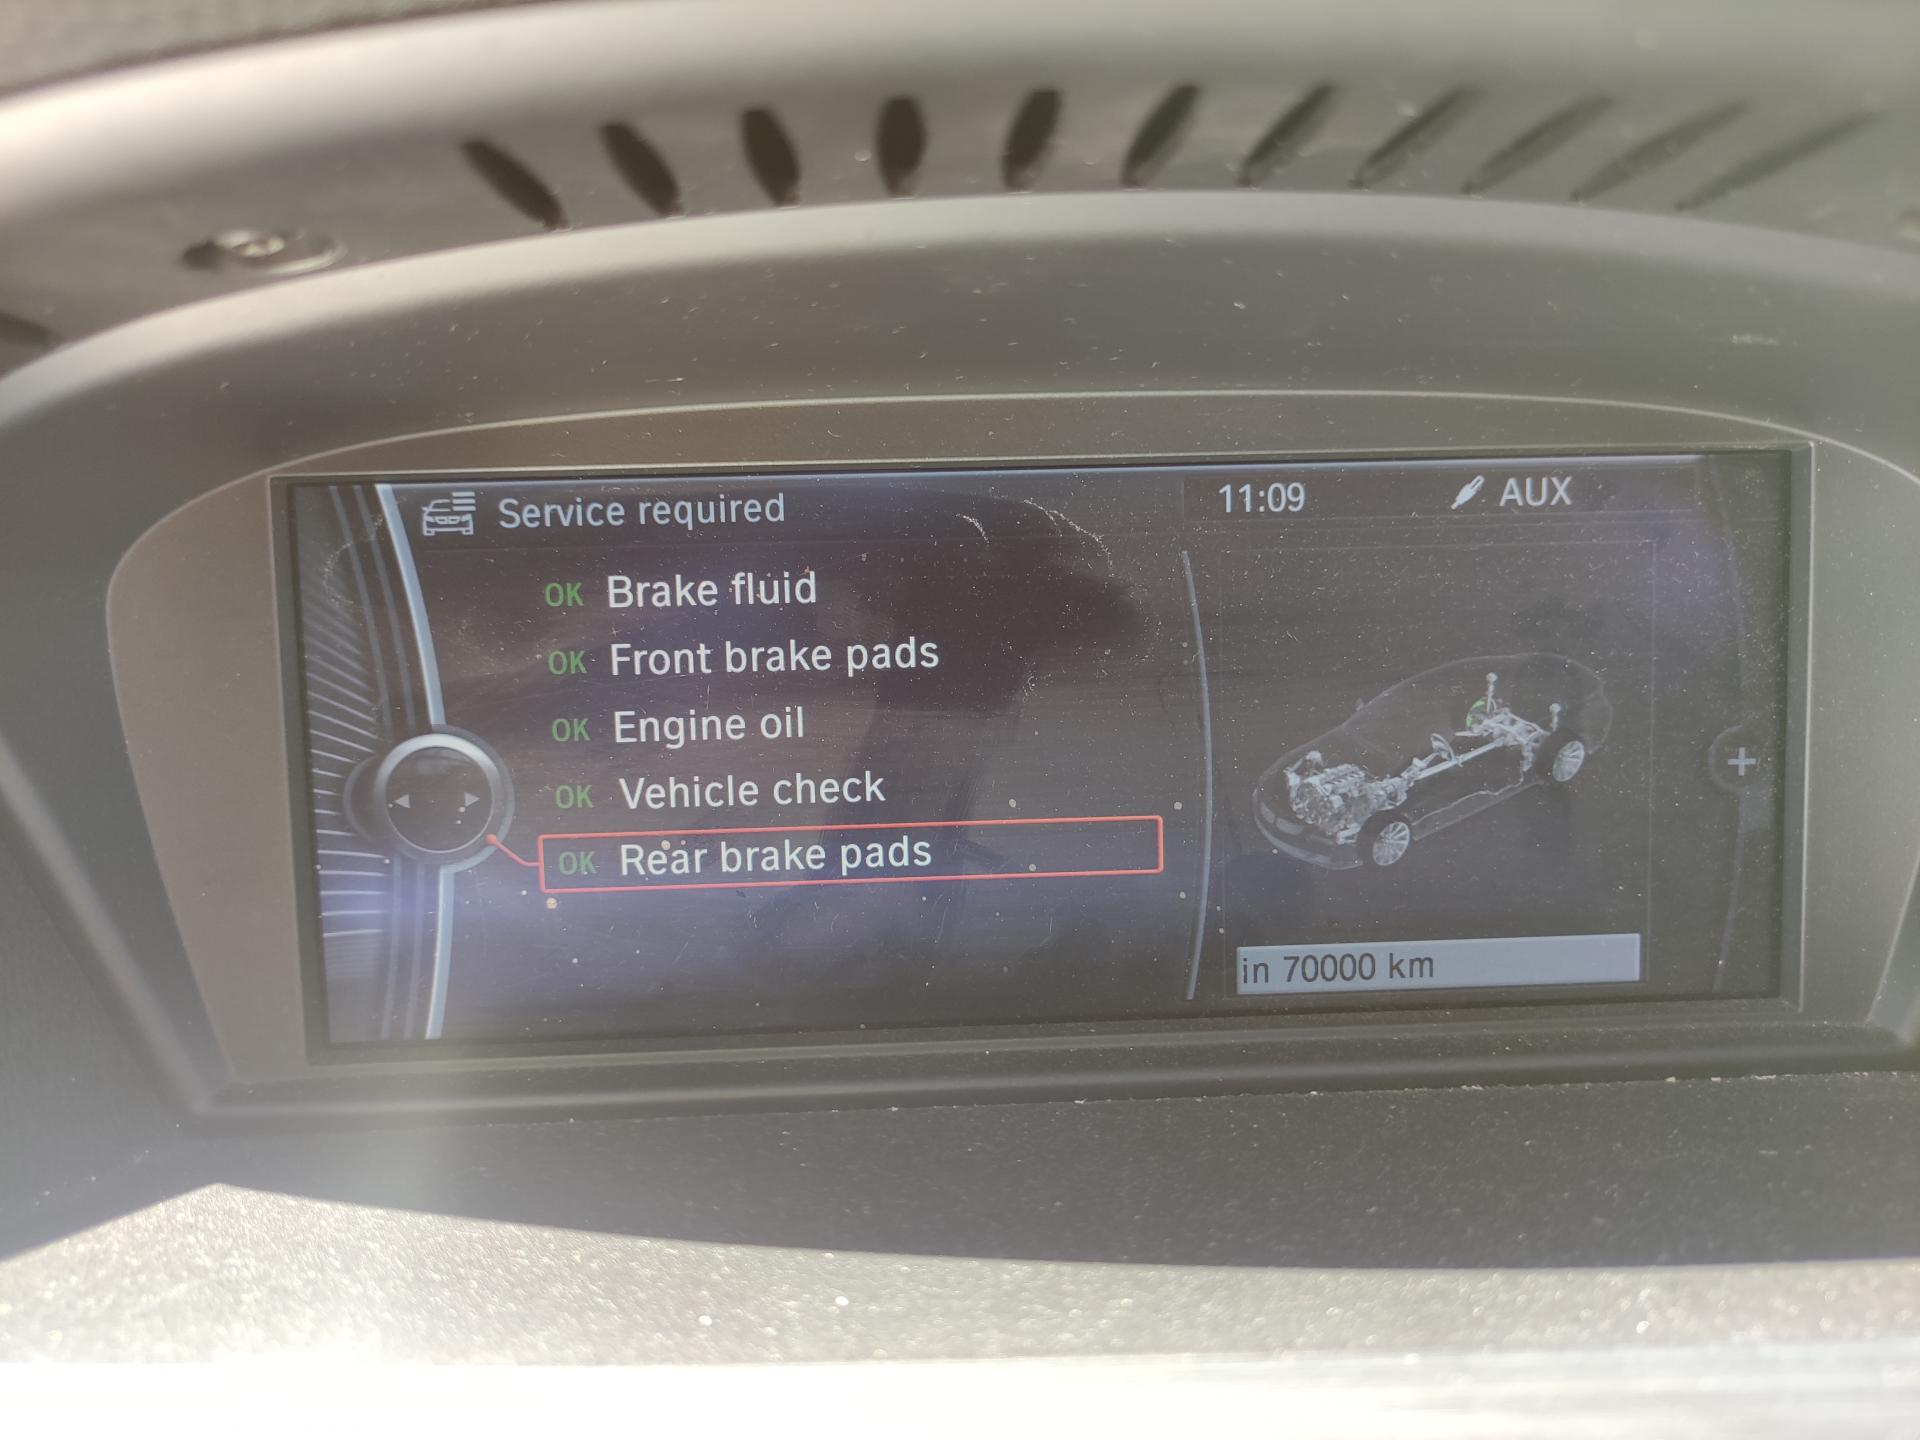 Service required
11:09
AUX
OK Brake fluid
OK Front brake pads
OK Engine oil
OK Vehicle check
OK Rear brake pads
in 70000 km